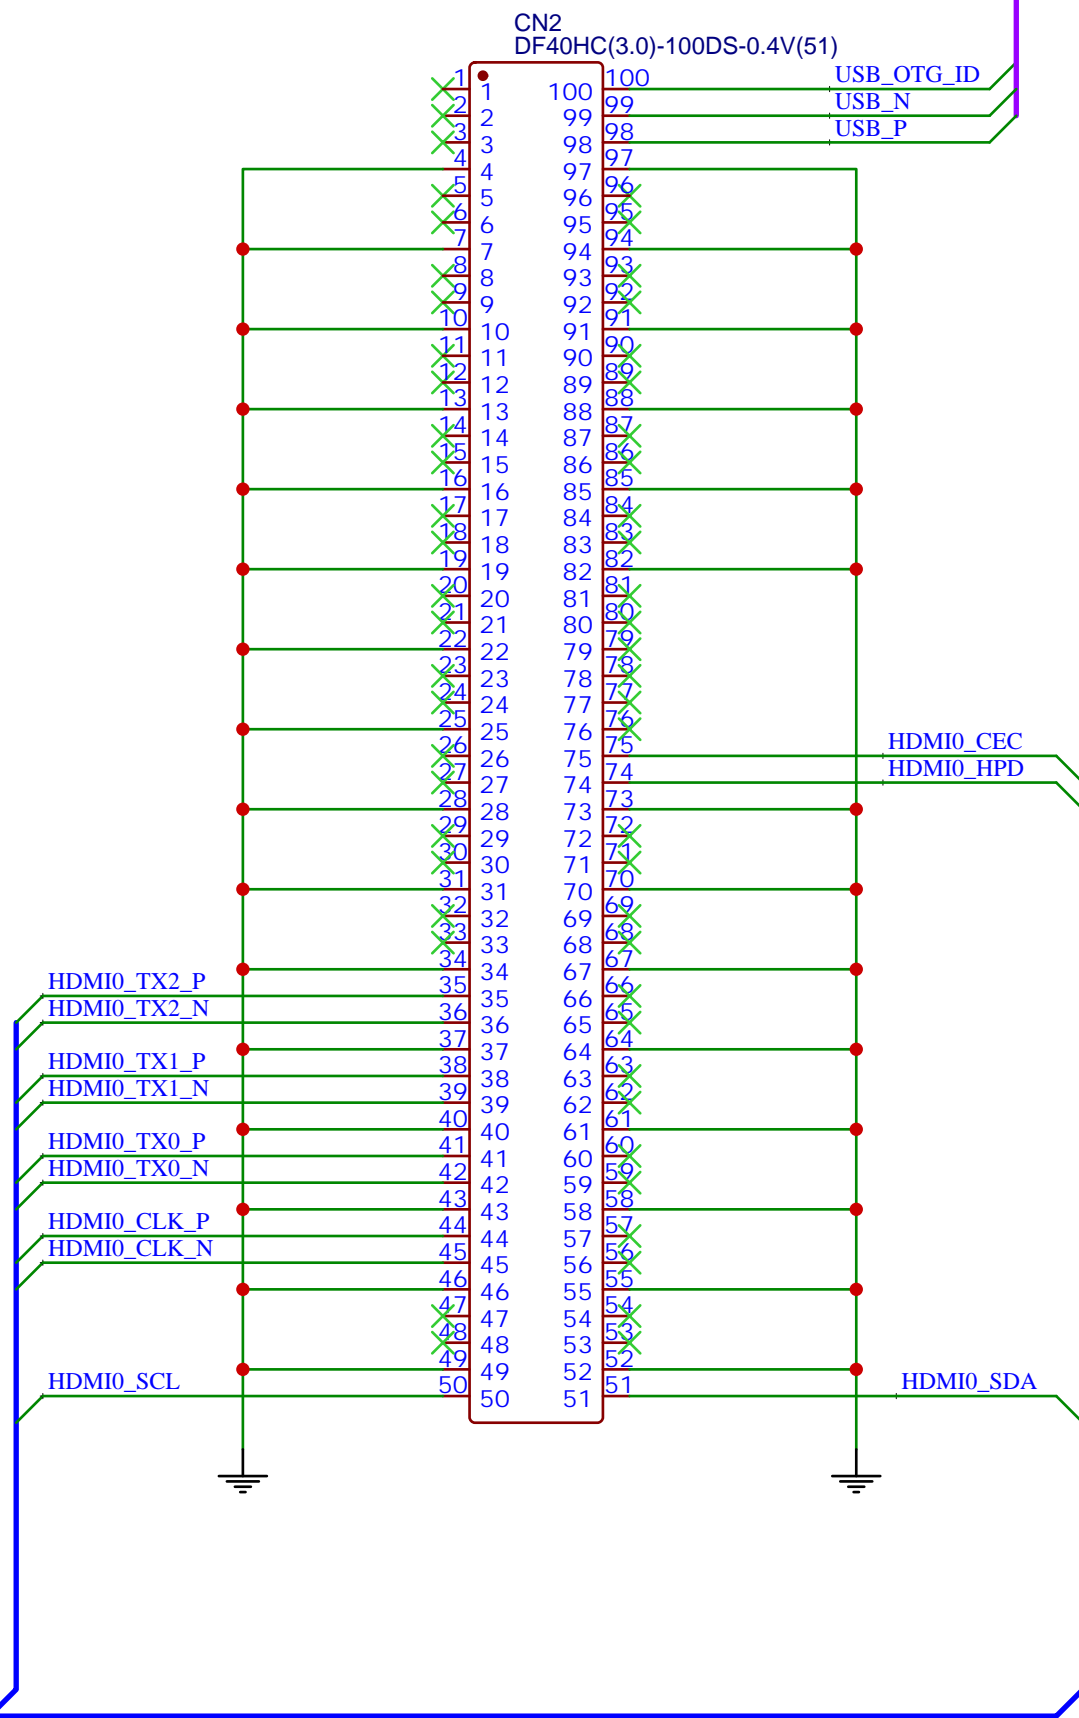 CN2
DF40HC(3.0)-100DS-0.4V(51)
1 1 100 100 USB_OTG_ID
2 2 99 99 USB_N
3 3 98 98 USB_P
4 4 97 97
5 5 96 96
6 6 95 95
7 7 94 94
8 8 93 93
9 9 92 92
10 10 91 91
11 11 90 90
12 12 89 89
13 13 88 88
14 14 87 87
15 15 86 86
16 16 85 85
17 17 84 84
18 18 83 83
19 19 82 82
20 20 81 81
21 21 80 80
22 22 79 79
23 23 78 78
24 24 77 77
25 25 76 76
26 26 75 75 HDMI0_CEC
27 27 74 74 HDMI0_HPD
28 28 73 73
29 29 72 72
30 30 71 71
31 31 70 70
32 32 69 69
33 33 68 68
34 34 67 67
HDMI0_TX2_P 35 35 66 66
HDMI0_TX2_N 36 36 65 65
37 37 64 64
HDMI0_TX1_P 38 38 63 63
HDMI0_TX1_N 39 39 62 62
40 40 61 61
HDMI0_TX0_P 41 41 60 60
HDMI0_TX0_N 42 42 59 59
43 43 58 58
HDMI0_CLK_P 44 44 57 57
HDMI0_CLK_N 45 45 56 56
46 46 55 55
47 47 54 54
48 48 53 53
49 49 52 52
HDMI0_SCL 50 50 51 51 HDMI0_SDA